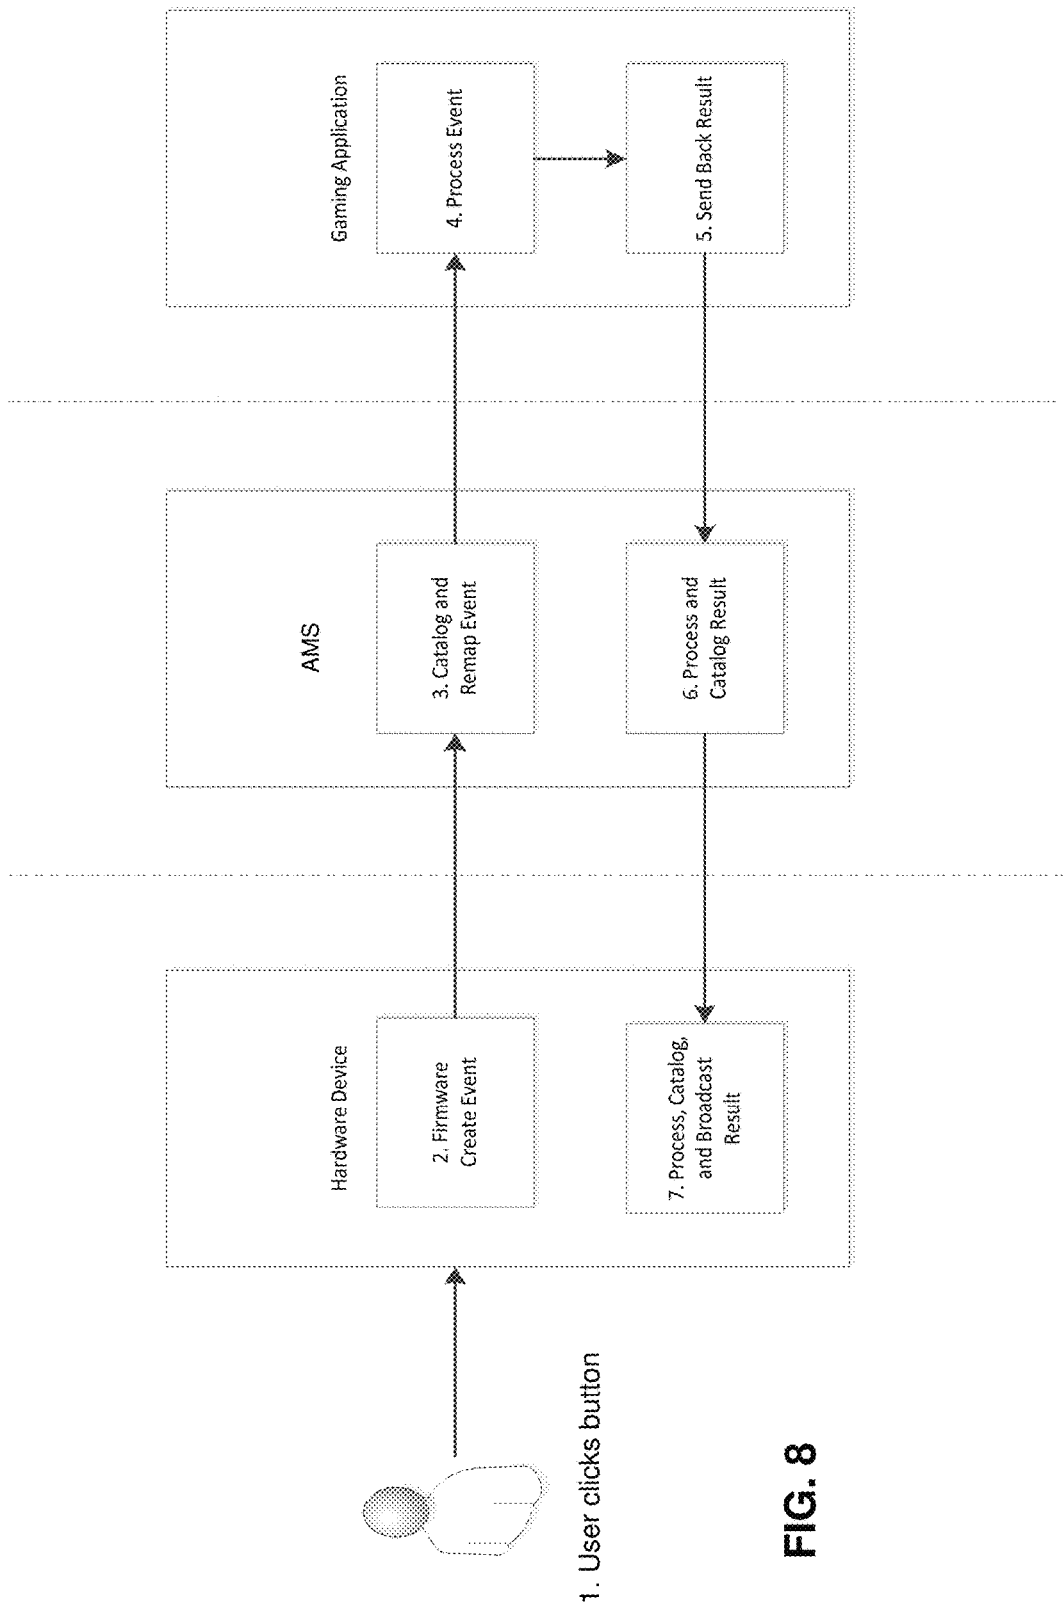 Hardware Device
AMS
Gaming Application
2. Firmware
Create Event
3. Catalog and
Remap Event
4. Process Event
7. Process, Catalog,
and Broadcast
Result
6. Process and
Catalog Result
5. Send Back Result
1. User clicks button
FIG. 8